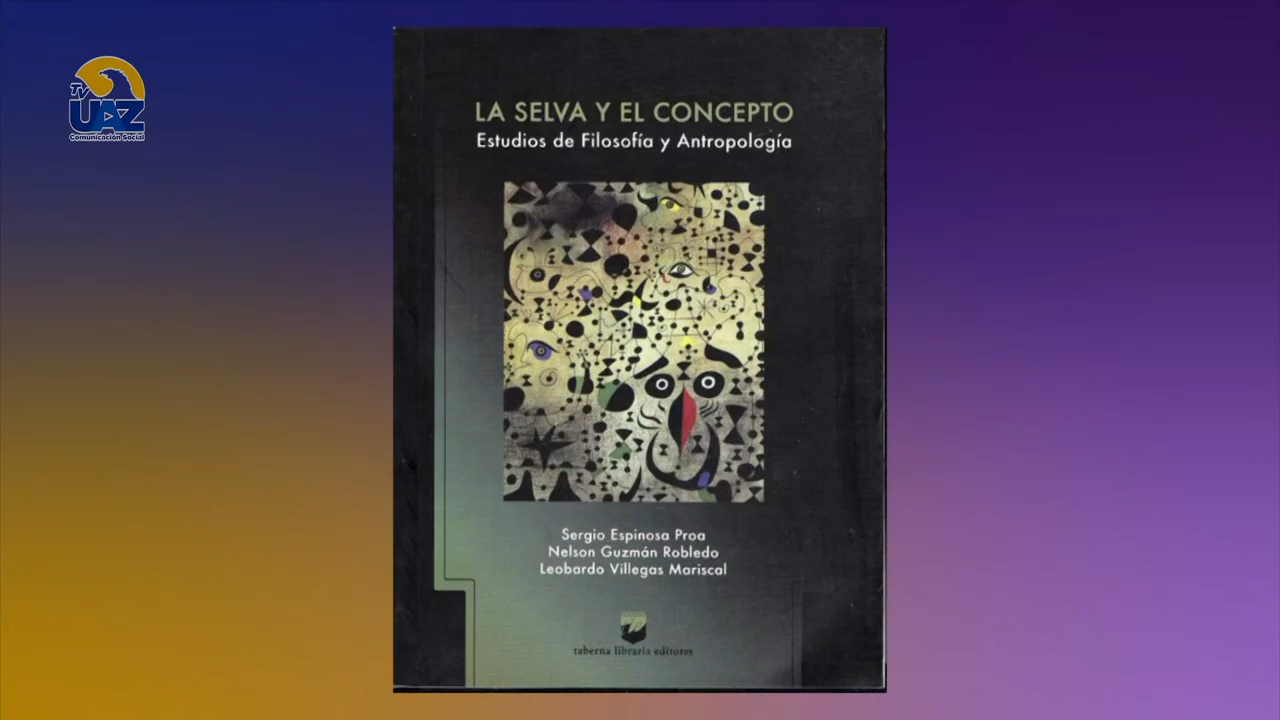 TV
UAZ
Comunicación Social
LA SELVA Y EL CONCEPTO
Estudios de Filosofía y Antropología
Sergio Espinosa Proa
Nelson Guzmán Robledo
Leobardo Villegas Mariscal
taberna libraria editores